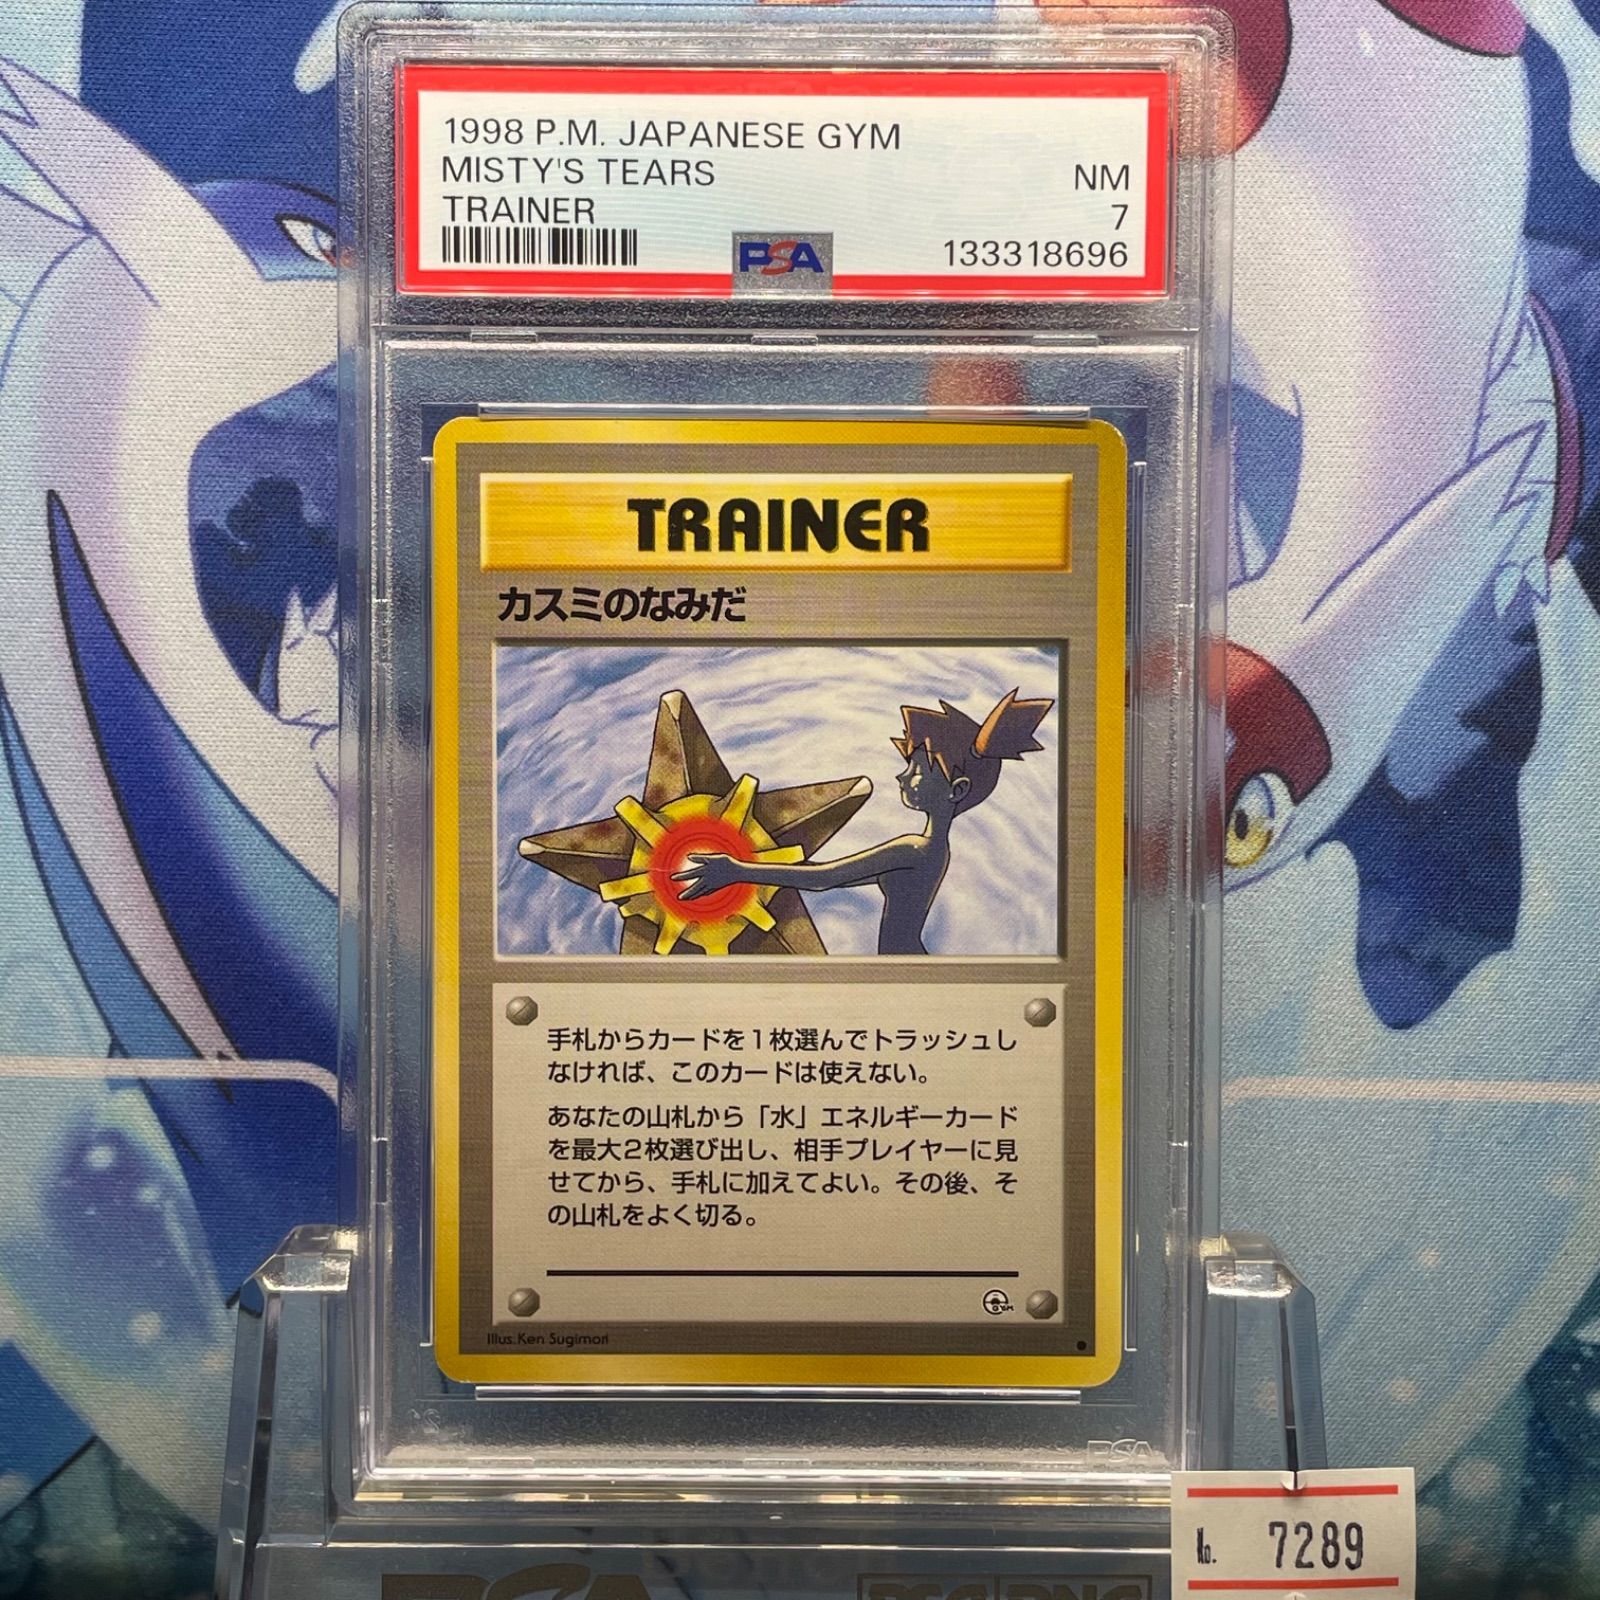 1998 P.M. JAPANESE GYM
MISTY'S TEARS
NM
TRAINER
7
PSA
133318696
TRAINER
カスミのなみだ
手札からカードを1枚選んでトラッシュし
なければ、このカードは使えない。
あなたの山札から「水」エネルギーカード
を最大2枚選び出し、相手プレイヤーに見
せてから、手札に加えてよい。その後、そ
の山札をよく切る。
GYM
Illus. Ken Sugimori
PSA
No. 7289
PSA